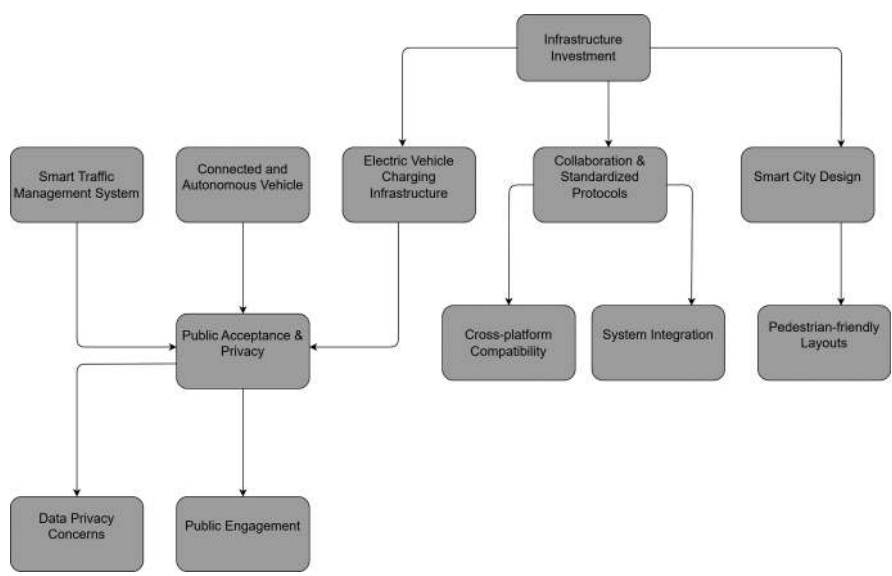 Infrastructure
Investment
Smart Traffic
Management System
Connected and
Autonomous Vehicle
Electric Vehicle
Charging
Infrastructure
Collaboration &
Standardized
Protocols
Smart City Design
Public Acceptance &
Privacy
Cross-platform
Compatibility
System Integration
Pedestrian-friendly
Layouts
Data Privacy
Concerns
Public Engagement